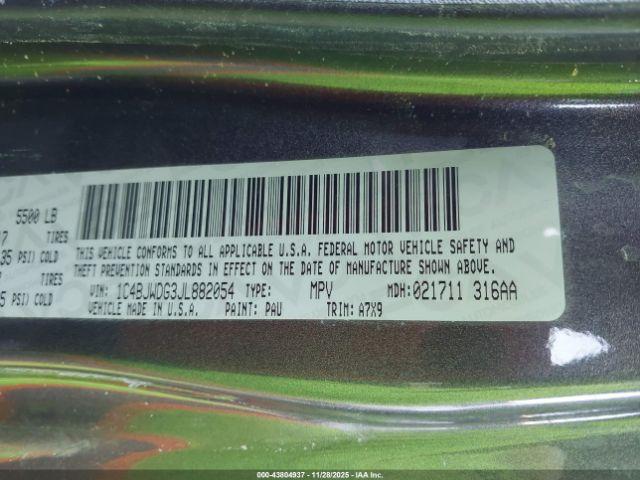 5500 LB
17 TIRES
35 PSI) COLD
TIRES
5 PSI) COLD
THIS VEHICLE CONFORMS TO ALL APPLICABLE U.S.A. FEDERAL MOTOR VEHICLE SAFETY AND
THEFT PREVENTION STANDARDS IN EFFECT ON THE DATE OF MANUFACTURE SHOWN ABOVE.
VIN: 1C4BJWDG3JL882054 TYPE: MPV MDH:021711 316AA
VEHICLE MADE IN U.S.A. PAINT: PAU TRIM: A7X9
000-43804937 - 11/28/2025 - IAA Inc.